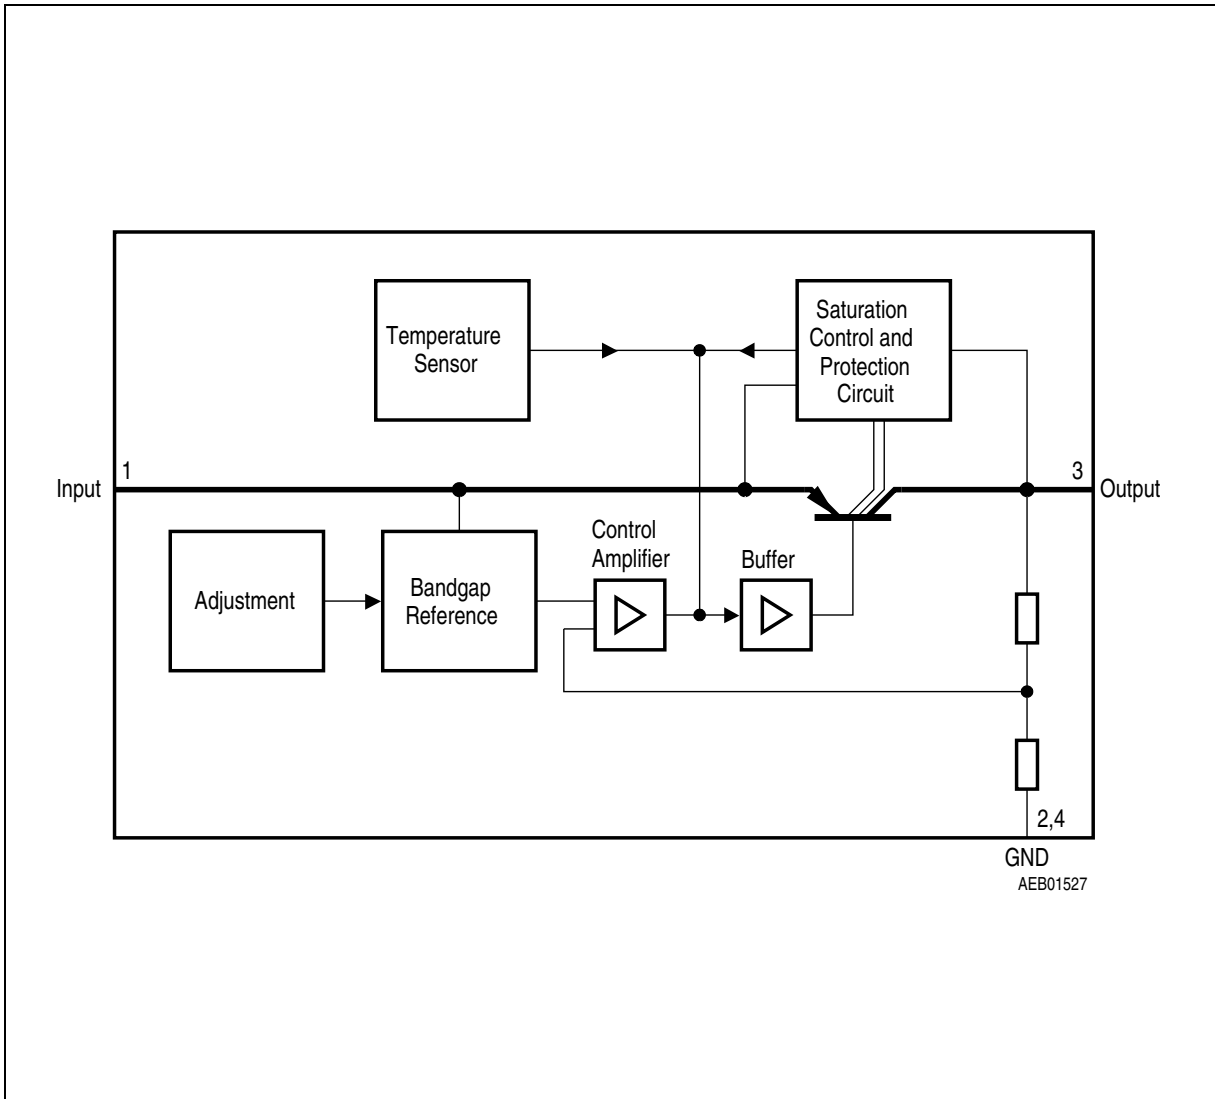 Temperature
Sensor
Saturation
Control and
Protection
Circuit
1
3
Input
Output
Control
Amplifier
Buffer
Adjustment
Bandgap
Reference
2,4
GND
AEB01527